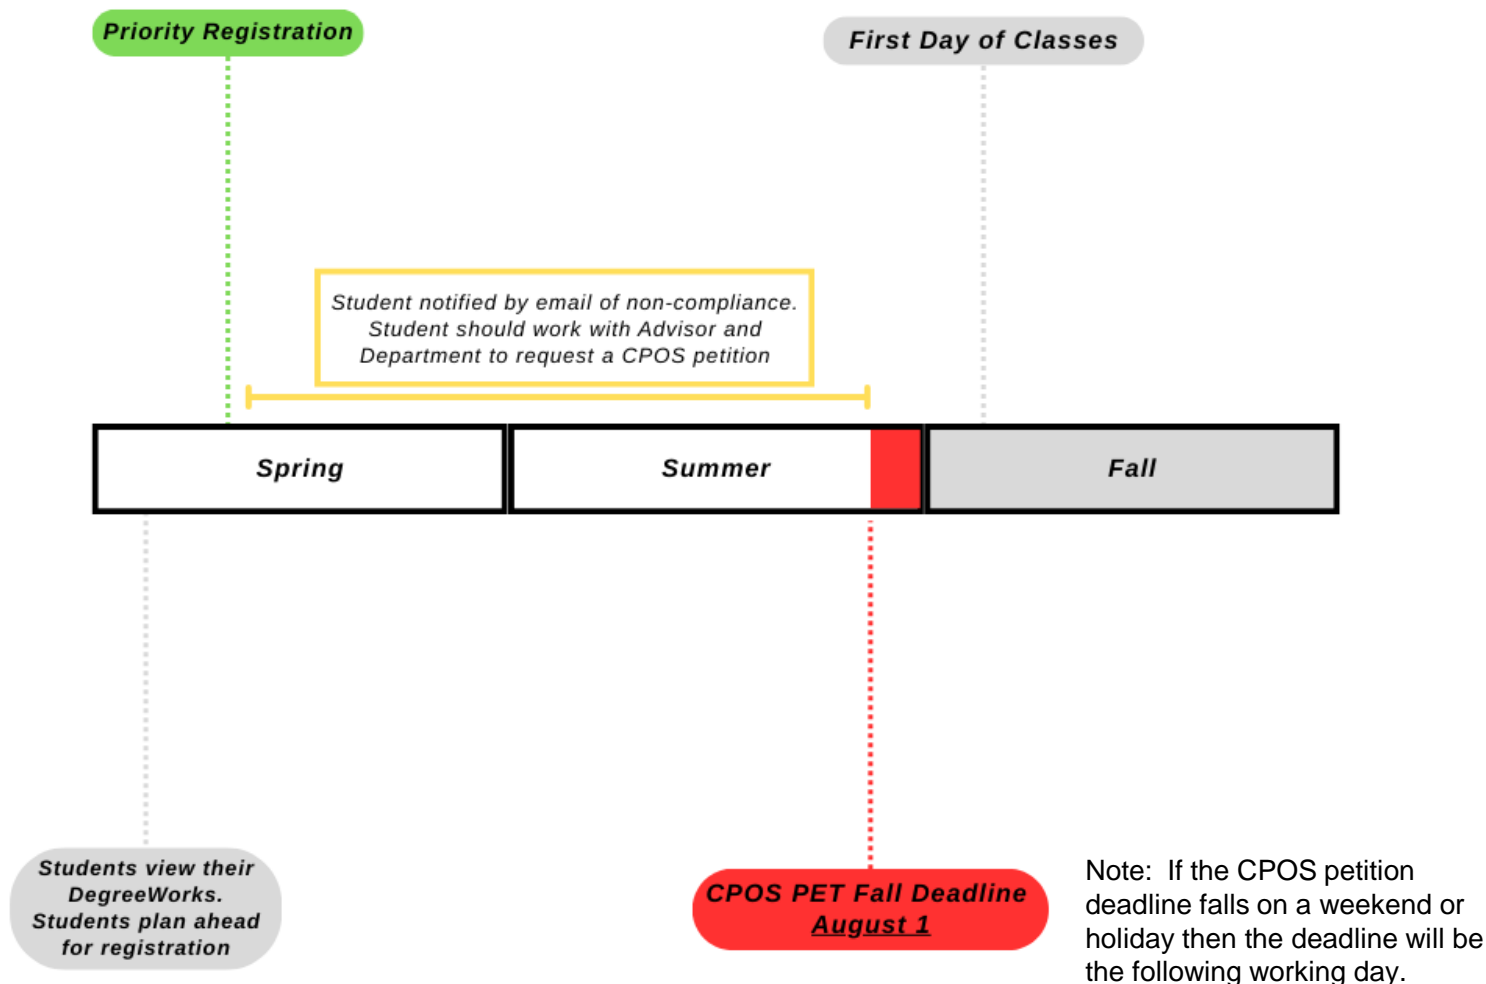 Priority Registration
First Day of Classes
Student notified by email of non-compliance.
Student should work with Advisor and
Department to request a CPOS petition
Spring
Summer
Fall
Students view their
DegreeWorks.
Students plan ahead
for registration
CPOS PET Fall Deadline
August 1
Note:  If the CPOS petition
deadline falls on a weekend or
holiday then the deadline will be
the following working day.